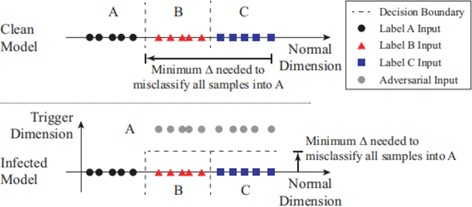 A
B
C
Clean
Model
Normal
Dimension
Minimum Δ needed to
misclassify all samples into A
Decision Boundary
Label A Input
Label B Input
Label C Input
Adversarial Input
Trigger
Dimension
A
Minimum Δ needed to
misclassify all samples into A
Infected
Model
Normal
Dimension
B
C